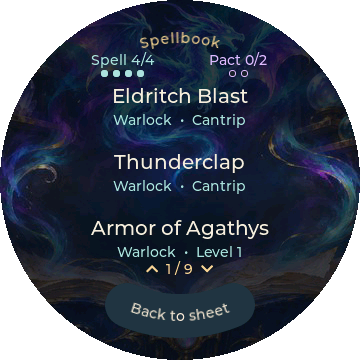 Spellbook
Spell 4/4 Pact 0/2
Eldritch Blast
Warlock • Cantrip
Thunderclap
Warlock • Cantrip
Armor of Agathys
Warlock • Level 1
1 / 9
Back to sheet